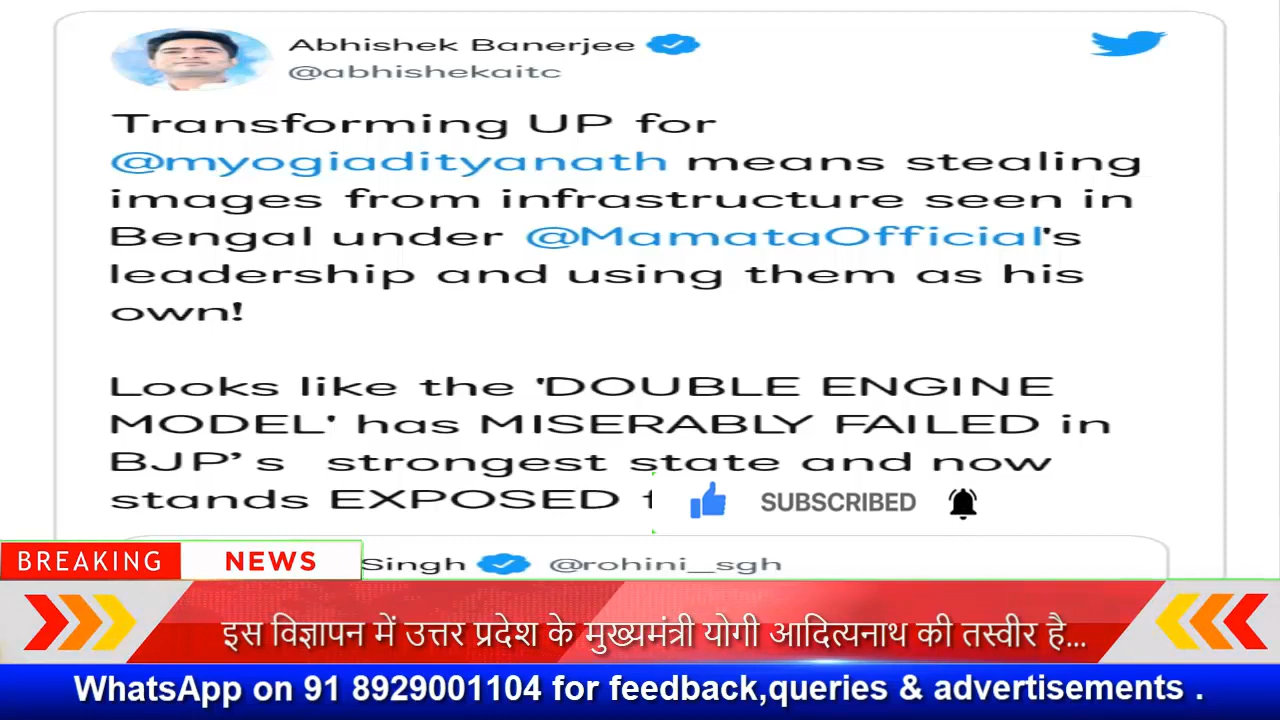 Abhishek Banerjee
@abhishekaitc
Transforming UP for
@myogiadityanath means stealing
images from infrastructure seen in
Bengal under @MamataOfficial's
leadership and using them as his
own!
Looks like the 'DOUBLE ENGINE
MODEL' has MISERABLY FAILED in
BJP’s strongest state and now
stands EXPOSED
SUBSCRIBED
Singh @rohini_sgh
BREAKING NEWS
इस विज्ञापन में उत्तर प्रदेश के मुख्यमंत्री योगी आदित्यनाथ की तस्वीर है...
WhatsApp on 91 8929001104 for feedback,queries & advertisements .